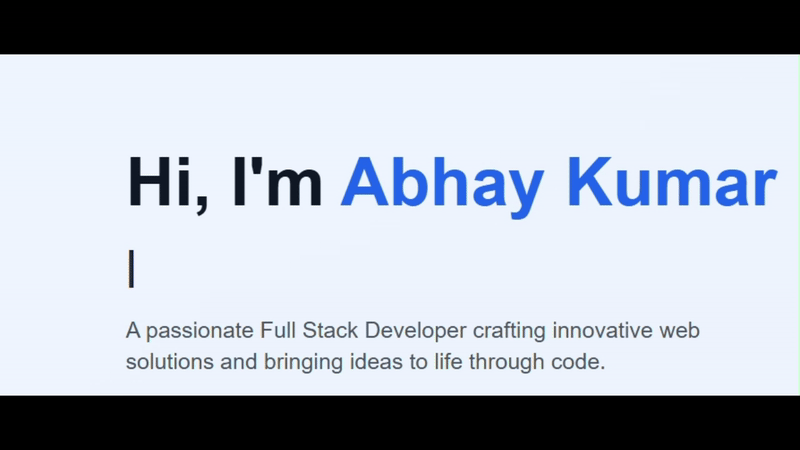 Hi, I'm Abhay Kumar
|
A passionate Full Stack Developer crafting innovative web
solutions and bringing ideas to life through code.